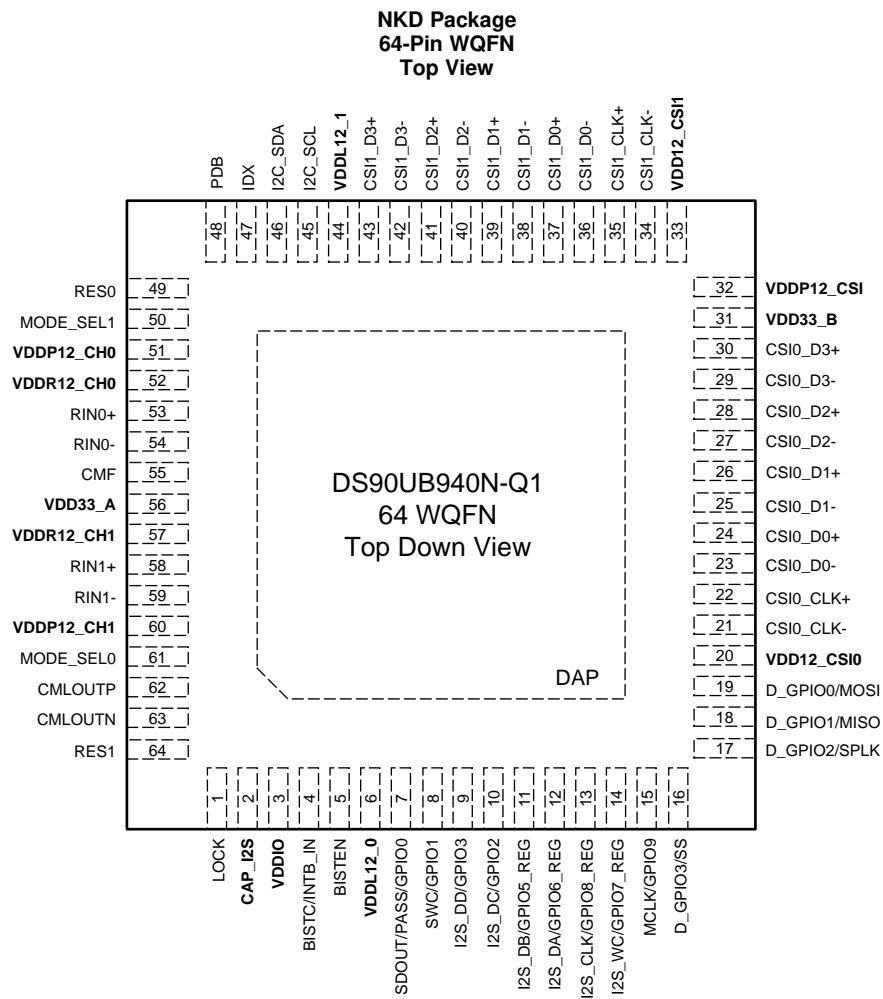 NKD Package
64-Pin WQFN
Top View
PDB
IDX
I2C_SDA
I2C_SCL
VDDL12_1
CSI1_D3+
CSI1_D3-
CSI1_D2+
CSI1_D2-
CSI1_D1+
CSI1_D1-
CSI1_D0+
CSI1_D0-
CSI1_CLK+
CSI1_CLK-
VDD12_CSI1
48
47
46
45
44
43
42
41
40
39
38
37
36
35
34
33
RES0 49
MODE_SEL1 50
VDDP12_CH0 51
VDDR12_CH0 52
RIN0+ 53
RIN0- 54
CMF 55
VDD33_A 56
VDDR12_CH1 57
RIN1+ 58
RIN1- 59
VDDP12_CH1 60
MODE_SEL0 61
CMLOUTP 62
CMLOUTN 63
RES1 64
DS90UB940N-Q1
64 WQFN
Top Down View
DAP
32 VDDP12_CSI
31 VDD33_B
30 CSI0_D3+
29 CSI0_D3-
28 CSI0_D2+
27 CSI0_D2-
26 CSI0_D1+
25 CSI0_D1-
24 CSI0_D0+
23 CSI0_D0-
22 CSI0_CLK+
21 CSI0_CLK-
20 VDD12_CSI0
19 D_GPIO0/MOSI
18 D_GPIO1/MISO
17 D_GPIO2/SPLK
1
2
3
4
5
6
7
8
9
10
11
12
13
14
15
16
LOCK
CAP_I2S
VDDIO
BISTC/INTB_IN
BISTEN
VDDL12_0
SDOUT/PASS/GPIO0
SWC/GPIO1
I2S_DD/GPIO3
I2S_DC/GPIO2
I2S_DB/GPIO5_REG
I2S_DA/GPIO6_REG
I2S_CLK/GPIO8_REG
I2S_WC/GPIO7_REG
MCLK/GPIO9
D_GPIO3/SS